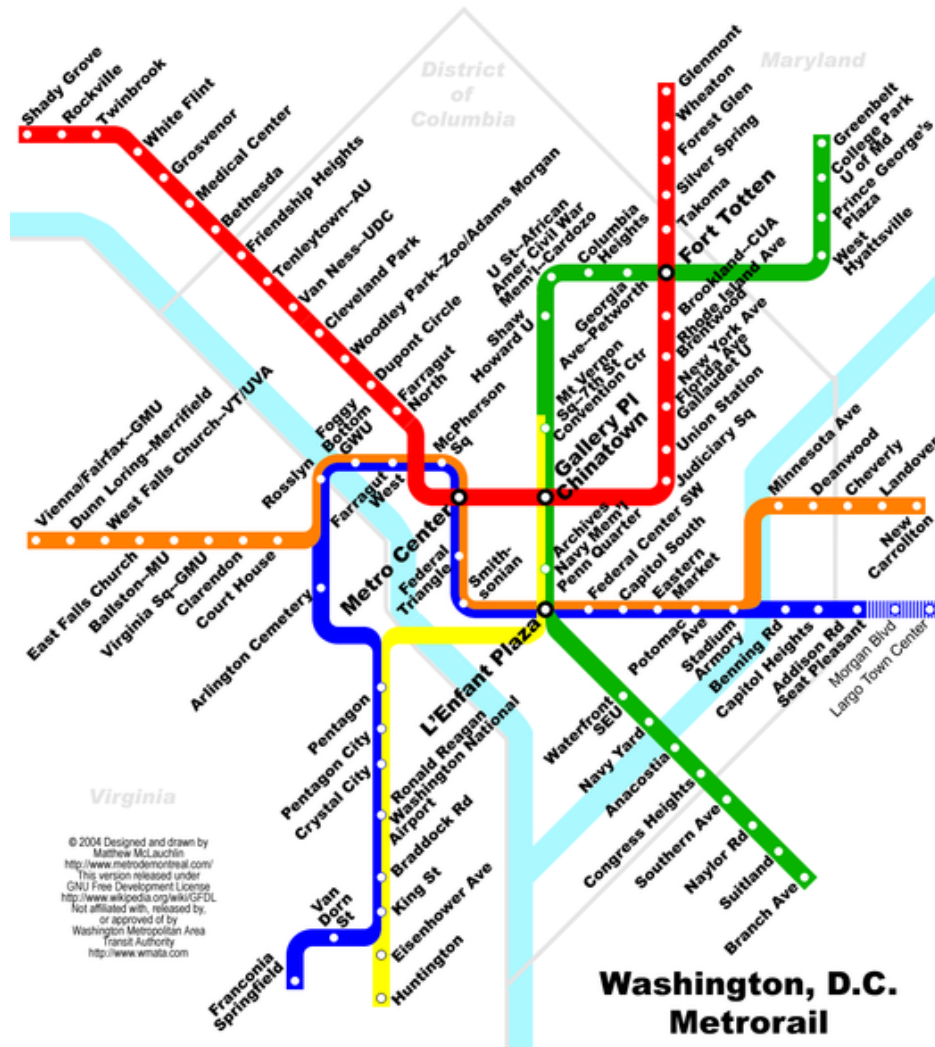 Shady Grove
Rockville
Twinbrook
White Flint
Grosvenor
Medical Center
Bethesda
Friendship Heights
Tenleytown--AU
Van Ness--UDC
Cleveland Park
Woodley Park--Zoo/Adams Morgan
Dupont Circle
Farragut
North
District
of
Columbia
Maryland
Glenmont
Wheaton
Forest Glen
Silver Spring
Takoma
Fort Totten
Brookland--CUA
Rhode Island Ave
Brentwood
New York Ave
Florida Ave
Gallaudet U
Union Station
Judiciary Sq
Greenbelt
College Park
U of Md
Prince George's
Plaza
West
Hyattsville
U St--African
Amer Civil War
Mem'l--Cardozo
Columbia
Heights
Georgia
Ave--Petworth
Shaw
Howard U
Mt Vernon
Sq--7th St
Convention Ctr
Gallery Pl
Chinatown
McPherson
Sq
Foggy
Bottom
GWU
Rosslyn
Farragut
West
Metro Center
Federal
Triangle
Smith-
sonian
Archives
Navy Mem'l
Penn Quarter
Federal Center SW
Capitol South
Eastern
Market
Vienna/Fairfax--GMU
Dunn Loring--Merrifield
West Falls Church--VT/UVA
East Falls Church
Ballston--MU
Virginia Sq--GMU
Clarendon
Court House
Arlington Cemetery
Minnesota Ave
Deanwood
Cheverly
Landover
New
Carrollton
L'Enfant Plaza
Potomac
Ave
Stadium
Armory
Benning Rd
Capitol Heights
Addison Rd
Seat Pleasant
Morgan Blvd
Largo Town Center
Pentagon
Pentagon City
Crystal City
Ronald Reagan
Washington National
Airport
Braddock Rd
King St
Eisenhower Ave
Huntington
Van
Dorn
St
Franconia
Springfield
Waterfront
SEU
Navy Yard
Anacostia
Congress Heights
Southern Ave
Naylor Rd
Suitland
Branch Ave
Virginia
© 2004 Designed and drawn by
Matthew McLauchlin
http://www.metrodemontreal.com/
This version released under
GNU Free Development License
http://www.wikipedia.org/wiki/GFDL
Not affiliated with, released by,
or approved of by
Washington Metropolitan Area
Transit Authority
http://www.wmata.com
Washington, D.C.
Metrorail